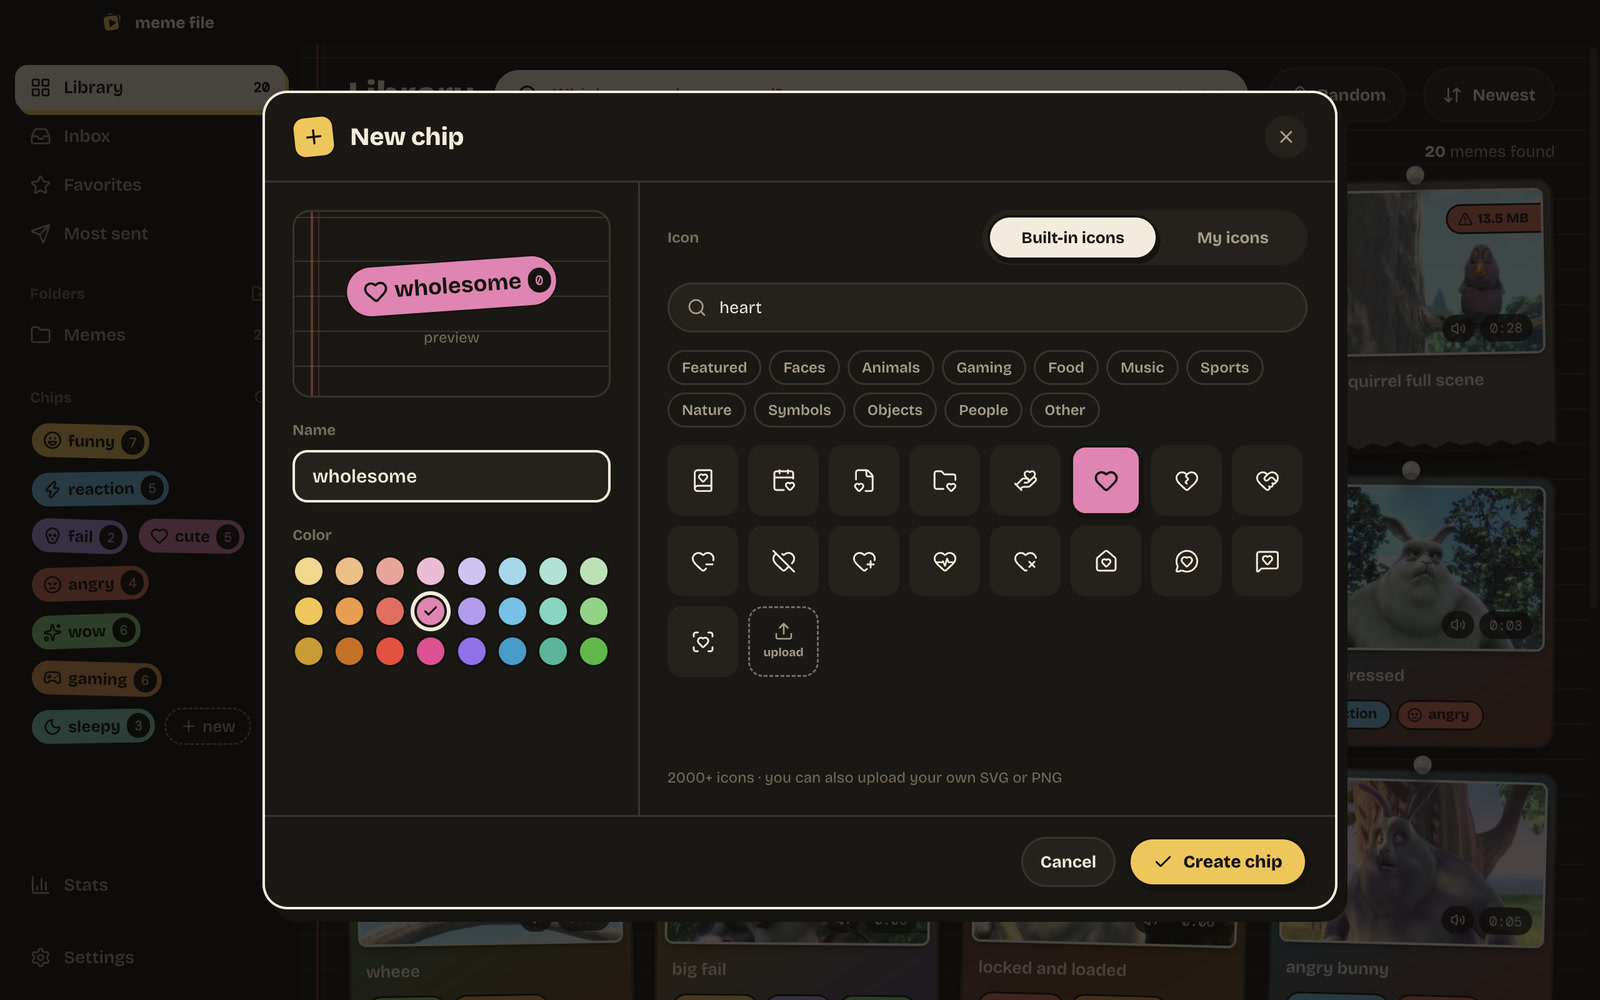 meme file
Library 20
Inbox
Favorites
Most sent
Folders
Memes
Chips
funny 7
reaction 5
fail 2
cute 5
angry 4
wow 6
gaming 6
sleepy 3
+ new
Stats
Settings
Random
Newest
20 memes found
13.5 MB
0:28
quirrel full scene
0:03
ressed
tion
angry
0:05
wheee
big fail
locked and loaded
angry bunny
New chip
wholesome 0
preview
Name
wholesome
Color
Icon
Built-in icons
My icons
heart
Featured
Faces
Animals
Gaming
Food
Music
Sports
Nature
Symbols
Objects
People
Other
upload
2000+ icons · you can also upload your own SVG or PNG
Cancel
Create chip